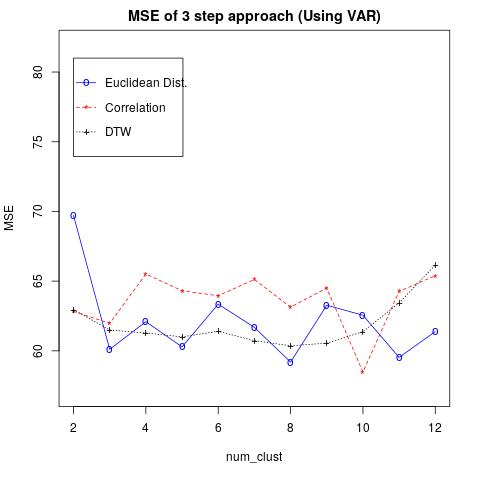 MSE of 3 step approach (Using VAR)
Euclidean Dist.
Correlation
DTW
MSE
80
75
70
65
60
2
4
6
8
10
12
num_clust